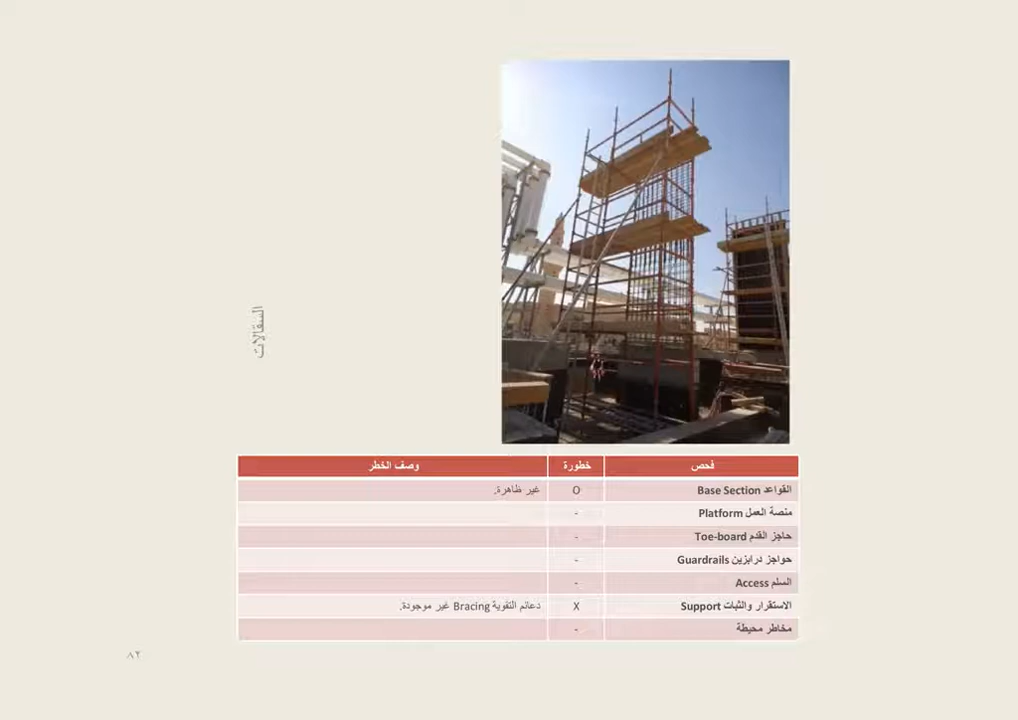 السقالات
فحص خطورة وصف الخطر
القواعد Base Section O غير ظاهرة.
منصة العمل Platform -
حاجز القدم Toe-board -
حواجز درابزين Guardrails -
السلم Access -
الاستقرار والثبات Support X دعائم التقوية Bracing غير موجودة.
مخاطر محيطة -
٨٢